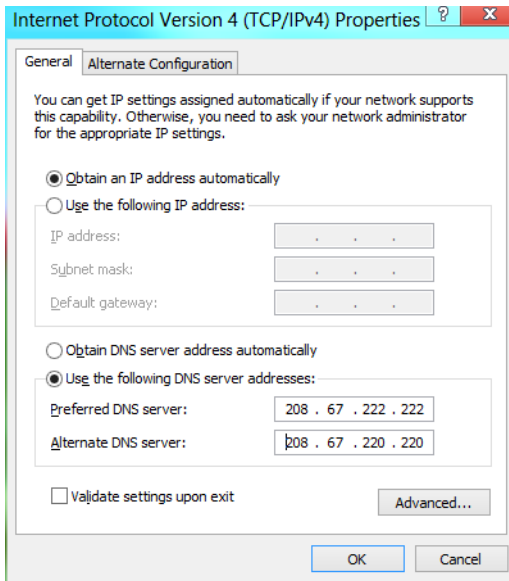 Internet Protocol Version 4 (TCP/IPv4) Properties ? X
General Alternate Configuration
You can get IP settings assigned automatically if your network supports
this capability. Otherwise, you need to ask your network administrator
for the appropriate IP settings.
Obtain an IP address automatically
Use the following IP address:
IP address: . . .
Subnet mask: . . .
Default gateway: . . .
Obtain DNS server address automatically
Use the following DNS server addresses:
Preferred DNS server: 208 . 67 . 222 . 222
Alternate DNS server: 208 . 67 . 220 . 220
Validate settings upon exit
Advanced...
OK Cancel